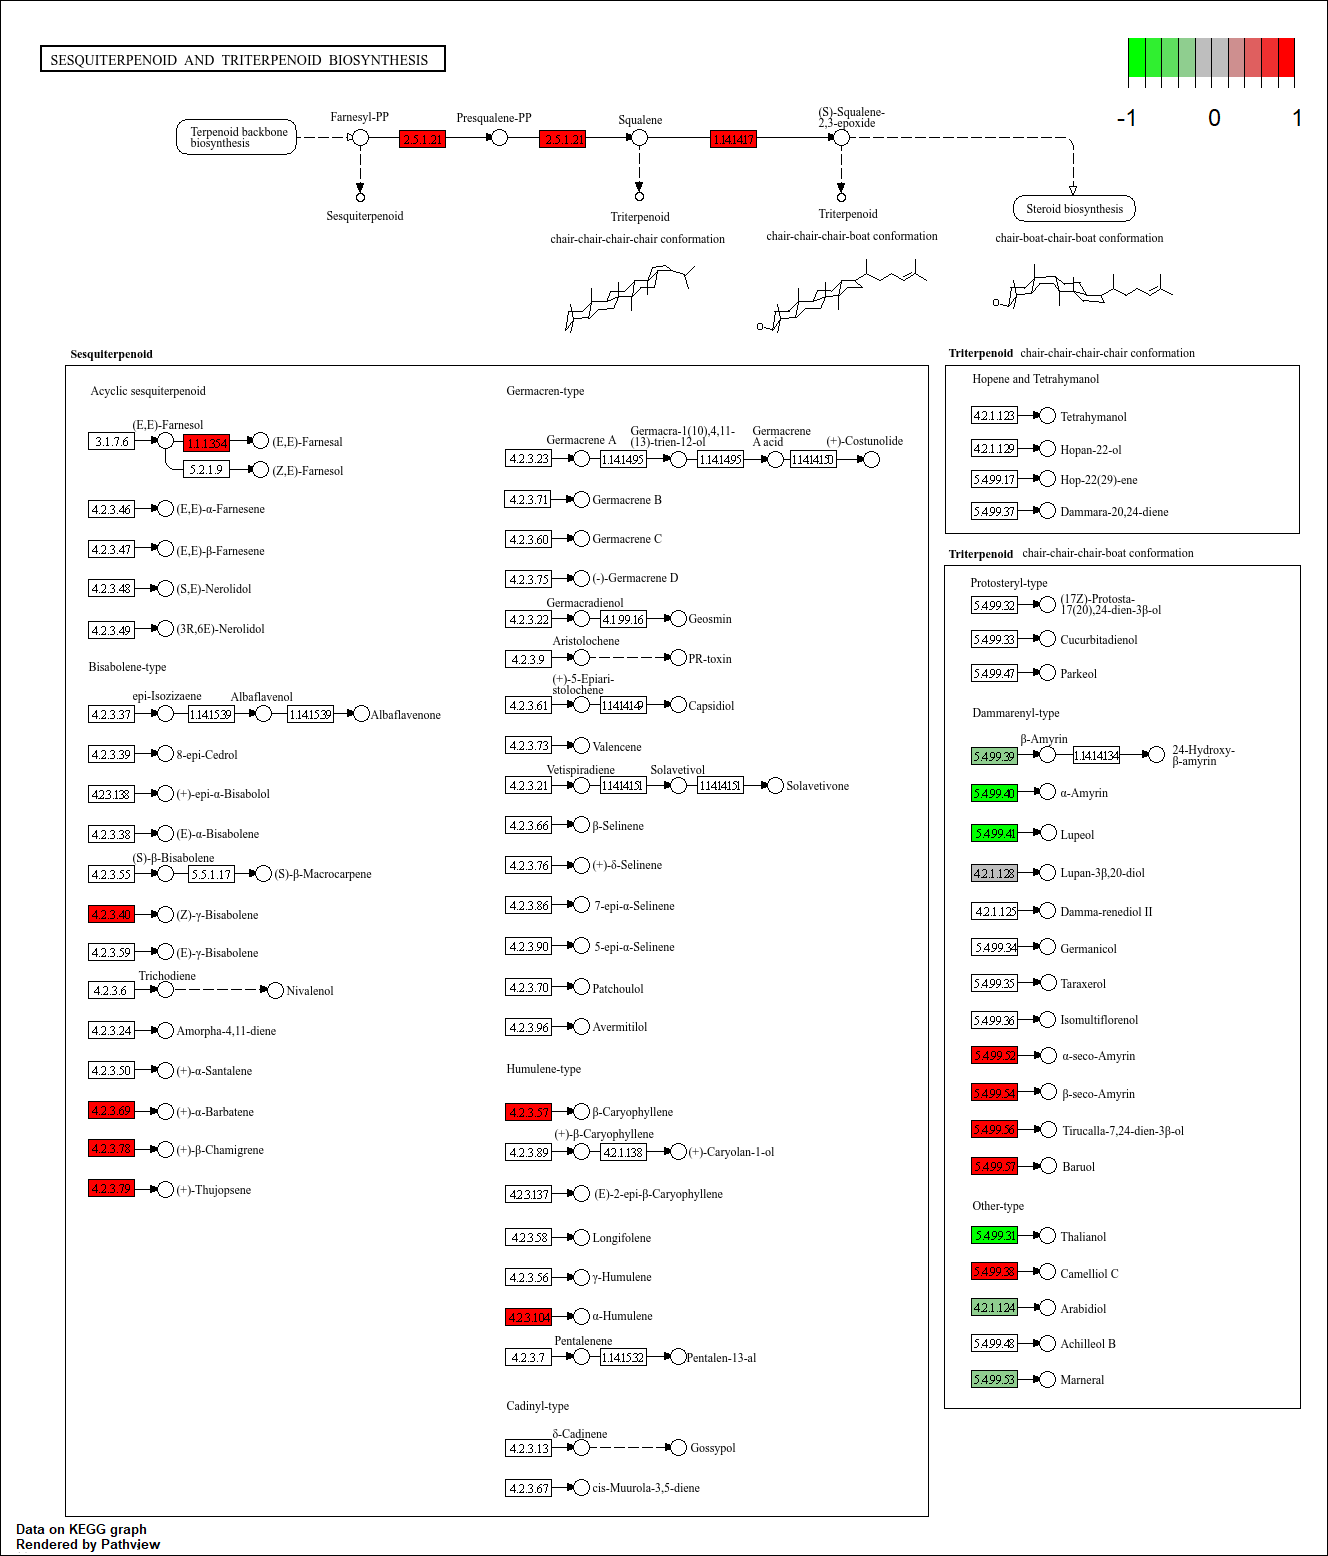 SESQUITERPENOID AND TRITERPENOID BIOSYNTHESIS
-1 0 1
Terpenoid backbone
biosynthesis
Farnesyl-PP
2.5.1.21
Presqualene-PP
2.5.1.21
Squalene
1.14.14.17
(S)-Squalene-
2,3-epoxide
Sesquiterpenoid
Triterpenoid
chair-chair-chair-chair conformation
Triterpenoid
chair-chair-chair-boat conformation
Steroid biosynthesis
chair-boat-chair-boat conformation
O
O
O
Sesquiterpenoid
Acyclic sesquiterpenoid
(E,E)-Farnesol
3.1.7.6
1.1.1.354
(E,E)-Farnesal
5.2.1.9
(Z,E)-Farnesol
4.2.3.46
(E,E)-α-Farnesene
4.2.3.47
(E,E)-β-Farnesene
4.2.3.48
(S,E)-Nerolidol
4.2.3.49
(3R,6E)-Nerolidol
Bisabolene-type
epi-Isozizaene
Albaflavenol
4.2.3.37
1.14.15.39
1.14.15.39
Albaflavenone
4.2.3.39
8-epi-Cedrol
4.2.3.138
(+)-epi-α-Bisabolol
4.2.3.38
(E)-α-Bisabolene
(S)-β-Bisabolene
4.2.3.55
5.5.1.17
(S)-β-Macrocarpene
4.2.3.40
(Z)-γ-Bisabolene
4.2.3.59
(E)-γ-Bisabolene
Trichodiene
4.2.3.6
Nivalenol
4.2.3.24
Amorpha-4,11-diene
4.2.3.50
(+)-α-Santalene
4.2.3.69
(+)-α-Barbatene
4.2.3.78
(+)-β-Chamigrene
4.2.3.79
(+)-Thujopsene
Germacren-type
Germacrene A
Germacra-1(10),4,11-
(13)-trien-12-ol
Germacrene
A acid
(+)-Costunolide
4.2.3.23
1.14.14.95
1.14.14.95
1.14.14.150
4.2.3.71
Germacrene B
4.2.3.60
Germacrene C
4.2.3.75
(-)-Germacrene D
Germacradienol
4.2.3.22
4.1.99.16
Geosmin
Aristolochene
4.2.3.9
PR-toxin
(+)-5-Epiari-
stolochene
4.2.3.61
1.14.14.149
Capsidiol
4.2.3.73
Valencene
Vetispiradiene
Solavetivol
4.2.3.21
1.14.14.151
1.14.14.151
Solavetivone
4.2.3.66
β-Selinene
4.2.3.76
(+)-δ-Selinene
4.2.3.86
7-epi-α-Selinene
4.2.3.90
5-epi-α-Selinene
4.2.3.70
Patchoulol
4.2.3.96
Avermitilol
Humulene-type
4.2.3.57
β-Caryophyllene
(+)-β-Caryophyllene
4.2.3.89
4.2.1.138
(+)-Caryolan-1-ol
4.2.3.137
(E)-2-epi-β-Caryophyllene
4.2.3.58
Longifolene
4.2.3.56
γ-Humulene
4.2.3.104
α-Humulene
Pentalenene
4.2.3.7
1.14.15.32
Pentalen-13-al
Cadinyl-type
δ-Cadinene
4.2.3.13
Gossypol
4.2.3.67
cis-Muurola-3,5-diene
Triterpenoid chair-chair-chair-chair conformation
Hopene and Tetrahymanol
4.2.1.123
Tetrahymanol
4.2.1.129
Hopan-22-ol
5.4.99.17
Hop-22(29)-ene
5.4.99.37
Dammara-20,24-diene
Triterpenoid chair-chair-chair-boat conformation
Protosteryl-type
5.4.99.32
(17Z)-Protosta-
17(20),24-dien-3β-ol
5.4.99.33
Cucurbitadienol
5.4.99.47
Parkeol
Dammarenyl-type
β-Amyrin
5.4.99.39
1.14.14.134
24-Hydroxy-
β-amyrin
5.4.99.40
α-Amyrin
5.4.99.41
Lupeol
4.2.1.128
Lupan-3β,20-diol
4.2.1.125
Damma-renediol II
5.4.99.34
Germanicol
5.4.99.35
Taraxerol
5.4.99.36
Isomultiflorenol
5.4.99.52
α-seco-Amyrin
5.4.99.54
β-seco-Amyrin
5.4.99.56
Tirucalla-7,24-dien-3β-ol
5.4.99.57
Baruol
Other-type
5.4.99.31
Thalianol
5.4.99.38
Camelliol C
4.2.1.124
Arabidiol
5.4.99.48
Achilleol B
5.4.99.53
Marneral
Data on KEGG graph
Rendered by Pathview